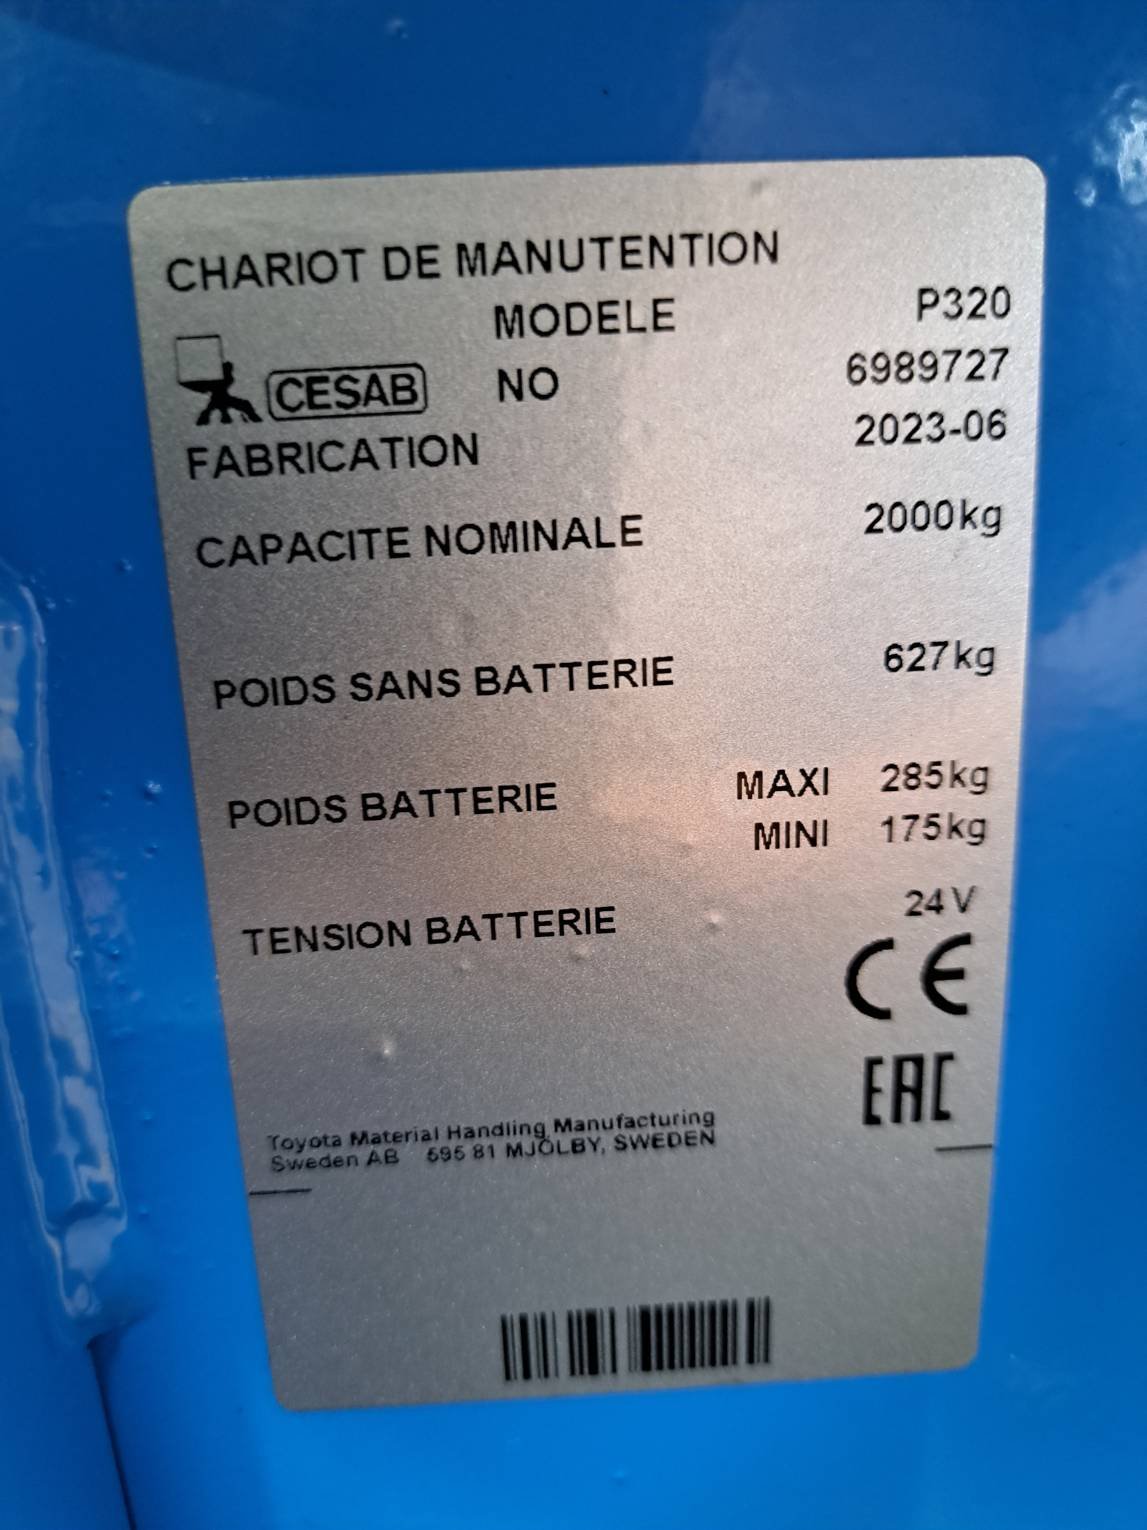 CHARIOT DE MANUTENTION
MODELE P320
CESAB NO 6989727
FABRICATION 2023-06
CAPACITE NOMINALE 2000kg
POIDS SANS BATTERIE 627kg
POIDS BATTERIE MAXI 285kg
MINI 175kg
TENSION BATTERIE 24V
CE
EAC
Toyota Material Handling Manufacturing
Sweden AB 595 81 MJÖLBY, SWEDEN